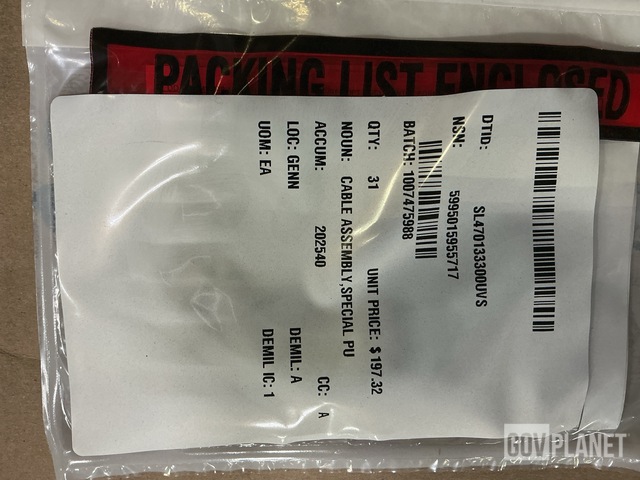 PACKING LIST ENCLOSED
DTID: SL470133300UVS
NSN: 5995015955717
BATCH: 1007475988
QTY: 31 UNIT PRICE: $197.32
NOUN: CABLE ASSEMBLY,SPECIAL PU
ACCUM: 202540 CC: A
LOC: GENN DEMIL: A
UOM: EA DEMIL IC: 1
GOVPLANET